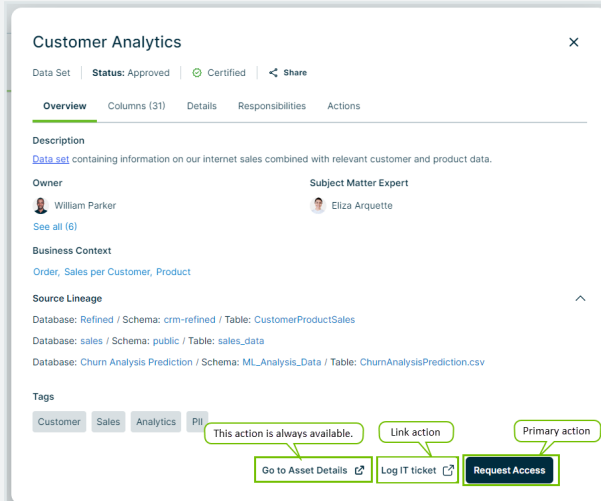 Customer Analytics
Data Set Status: Approved Certified Share
Overview Columns (31) Details Responsibilities Actions
Description
Data set containing information on our internet sales combined with relevant customer and product data.
Owner Subject Matter Expert
William Parker Eliza Arquette
See all (6)
Business Context
Order, Sales per Customer, Product
Source Lineage
Database: Refined / Schema: crm-refined / Table: CustomerProductSales
Database: sales / Schema: public / Table: sales_data
Database: Churn Analysis Prediction / Schema: ML_Analysis_Data / Table: ChurnAnalysisPrediction.csv
Tags
Customer Sales Analytics PII
This action is always available. Link action Primary action
Go to Asset Details Log IT ticket Request Access